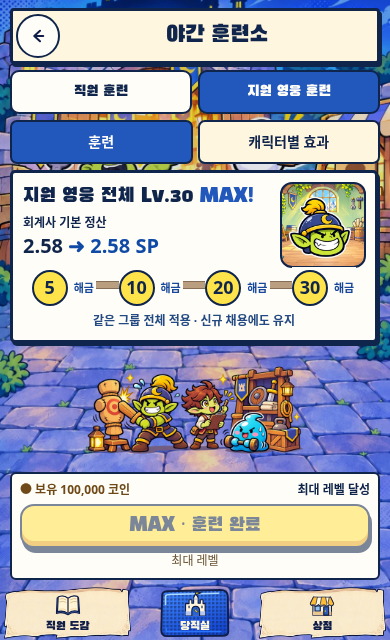 야간 훈련소
직원 훈련
지원 영웅 훈련
훈련
캐릭터별 효과
지원 영웅 전체 Lv.30 MAX!
회계사 기본 정산
2.58 → 2.58 SP
5 해금 10 해금 20 해금 30 해금
같은 그룹 전체 적용 · 신규 채용에도 유지
보유 100,000 코인
최대 레벨 달성
MAX · 훈련 완료
최대 레벨
직원 도감
당직실
상점